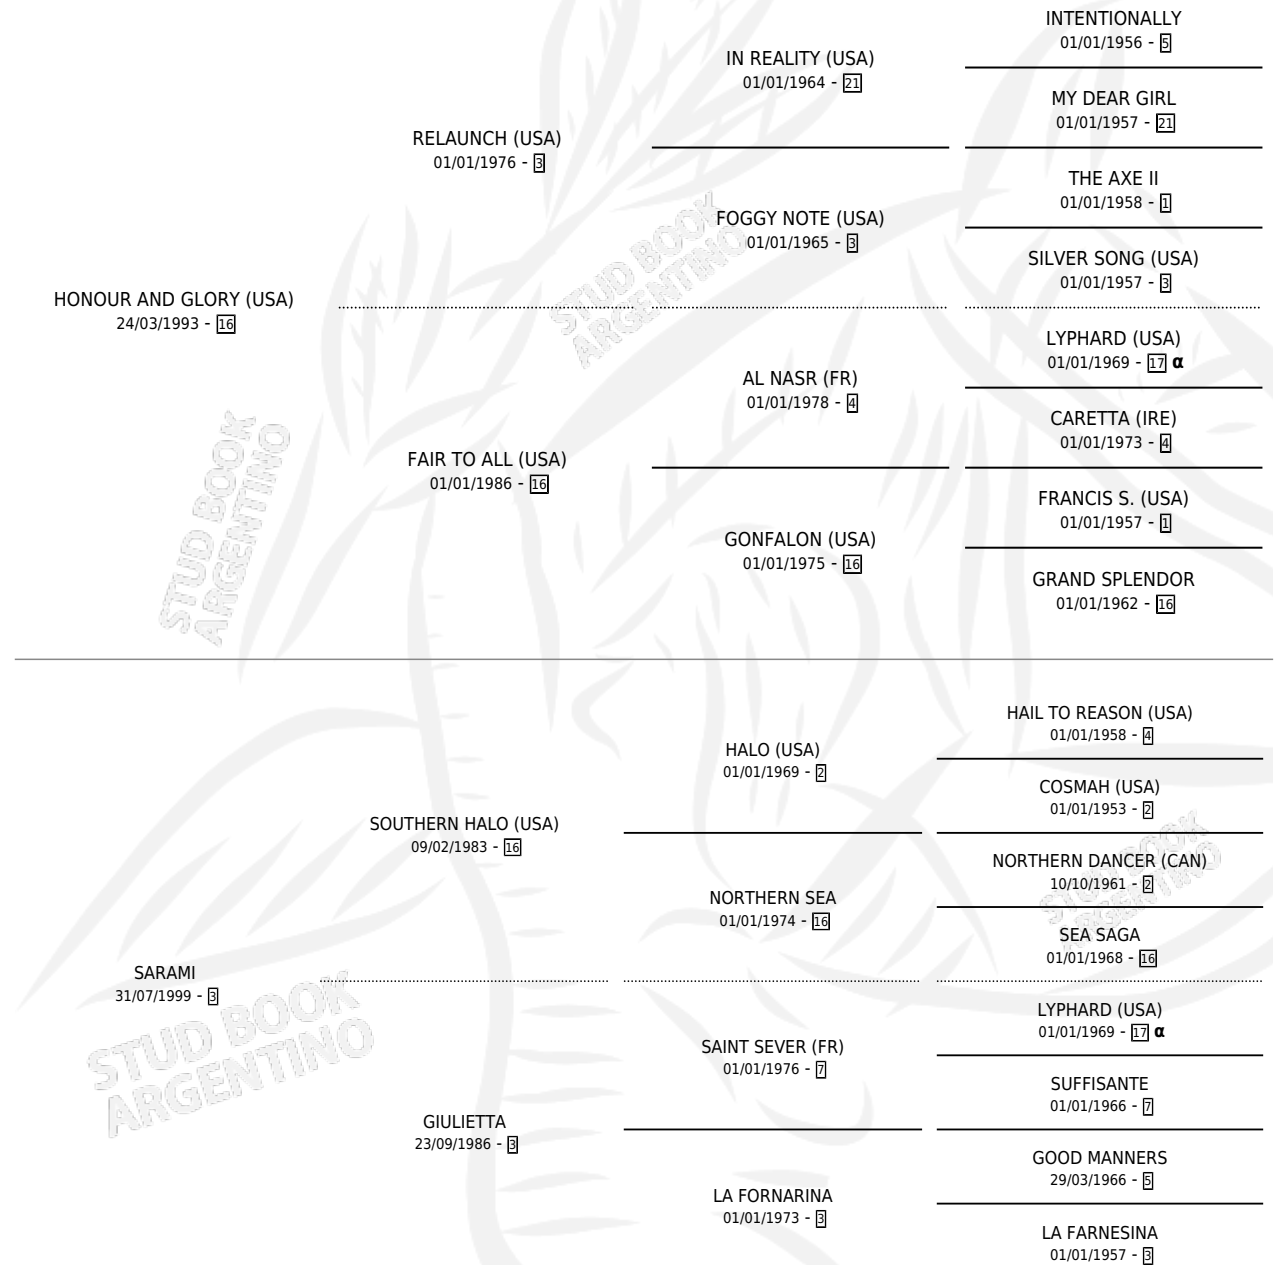 INTENTIONALLY
01/01/1956 - 5
IN REALITY (USA)
01/01/1964 - 21
MY DEAR GIRL
01/01/1957 - 21
RELAUNCH (USA)
01/01/1976 - 3
THE AXE II
01/01/1958 - 1
FOGGY NOTE (USA)
01/01/1965 - 3
SILVER SONG (USA)
01/01/1957 - 3
HONOUR AND GLORY (USA)
24/03/1993 - 16
LYPHARD (USA)
01/01/1969 - 17 α
AL NASR (FR)
01/01/1978 - 4
CARETTA (IRE)
01/01/1973 - 4
FAIR TO ALL (USA)
01/01/1986 - 16
FRANCIS S. (USA)
01/01/1957 - 1
GONFALON (USA)
01/01/1975 - 16
GRAND SPLENDOR
01/01/1962 - 16
HAIL TO REASON (USA)
01/01/1958 - 4
HALO (USA)
01/01/1969 - 2
COSMAH (USA)
01/01/1953 - 2
SOUTHERN HALO (USA)
09/02/1983 - 16
NORTHERN DANCER (CAN)
10/10/1961 - 2
NORTHERN SEA
01/01/1974 - 16
SEA SAGA
01/01/1968 - 16
SARAMI
31/07/1999 - 3
LYPHARD (USA)
01/01/1969 - 17 α
SAINT SEVER (FR)
01/01/1976 - 7
SUFFISANTE
01/01/1966 - 7
GIULIETTA
23/09/1986 - 3
GOOD MANNERS
29/03/1966 - 5
LA FORNARINA
01/01/1973 - 3
LA FARNESINA
01/01/1957 - 3
STUD BOOK
ARGENTINO
STUD BOOK
ARGENTINO
STUD BOOK
ARGENTINO
STUD BOOK
ARGENTINO